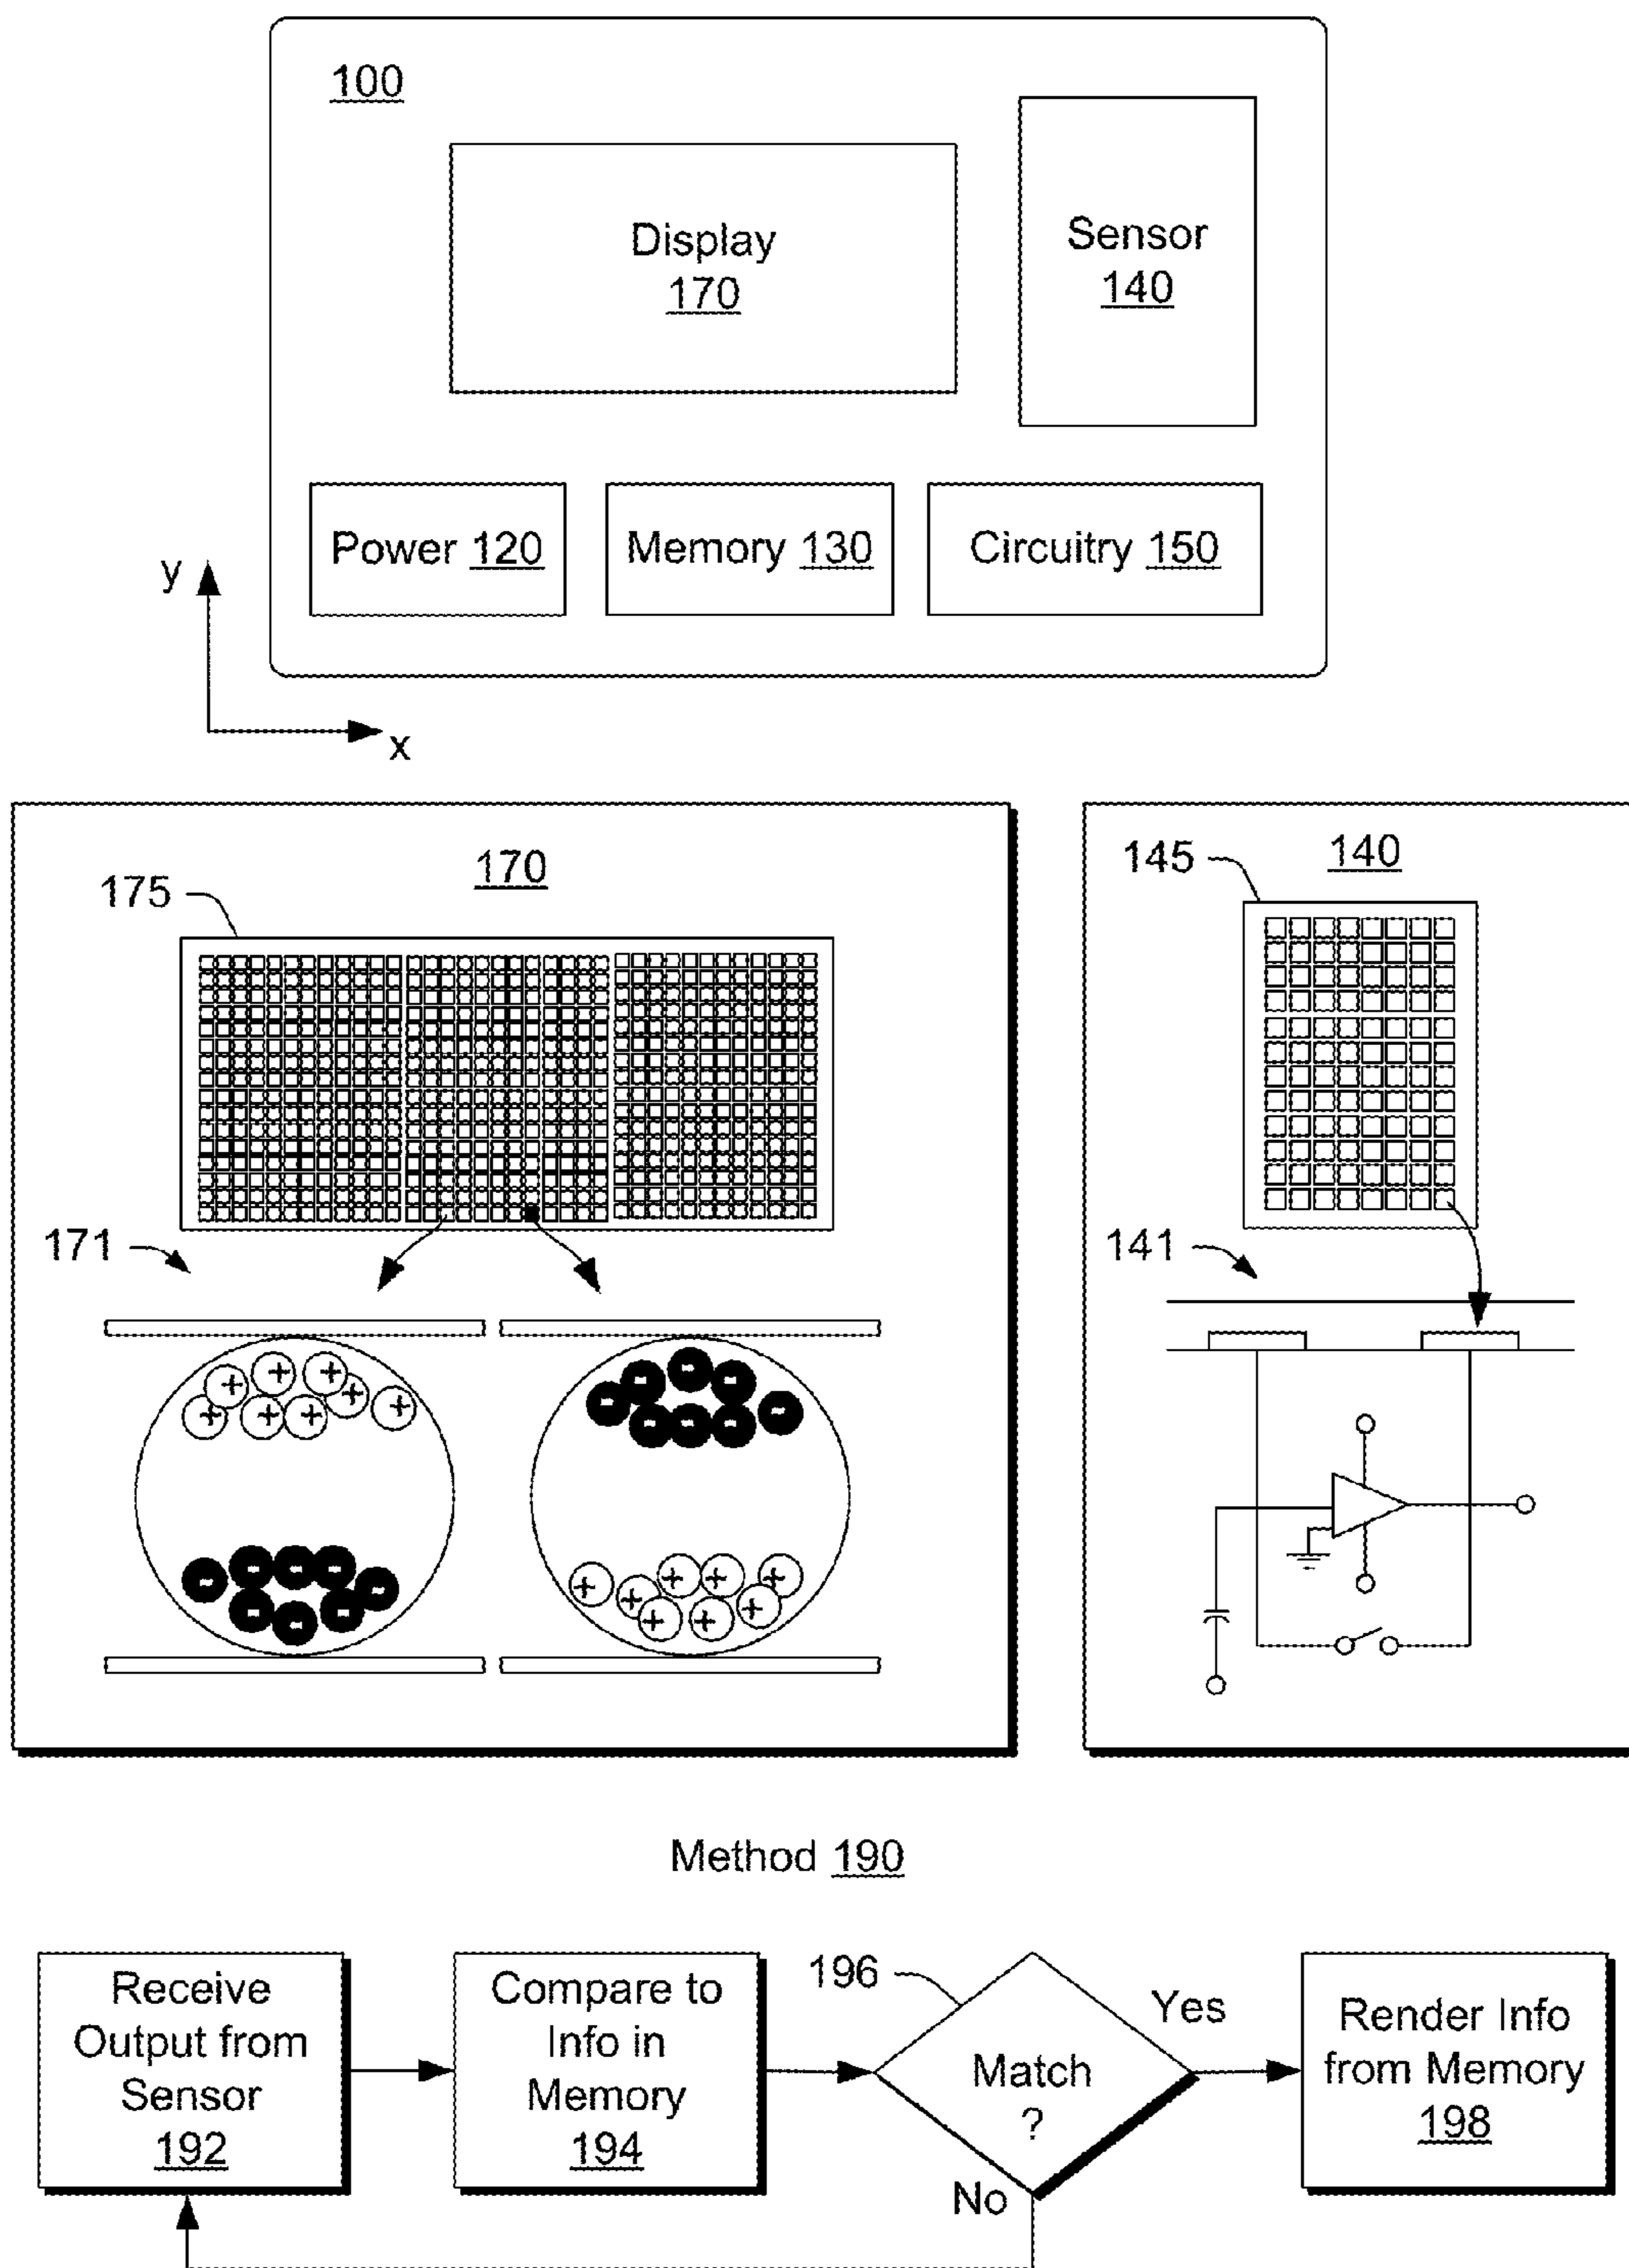 100
Display
170
Sensor
140
Power 120
Memory 130
Circuitry 150
y
x
170
175
171
140
145
141
Method 190
Receive
Output from
Sensor
192
Compare to
Info in
Memory
194
196
Match
?
Yes
No
Render Info
from Memory
198